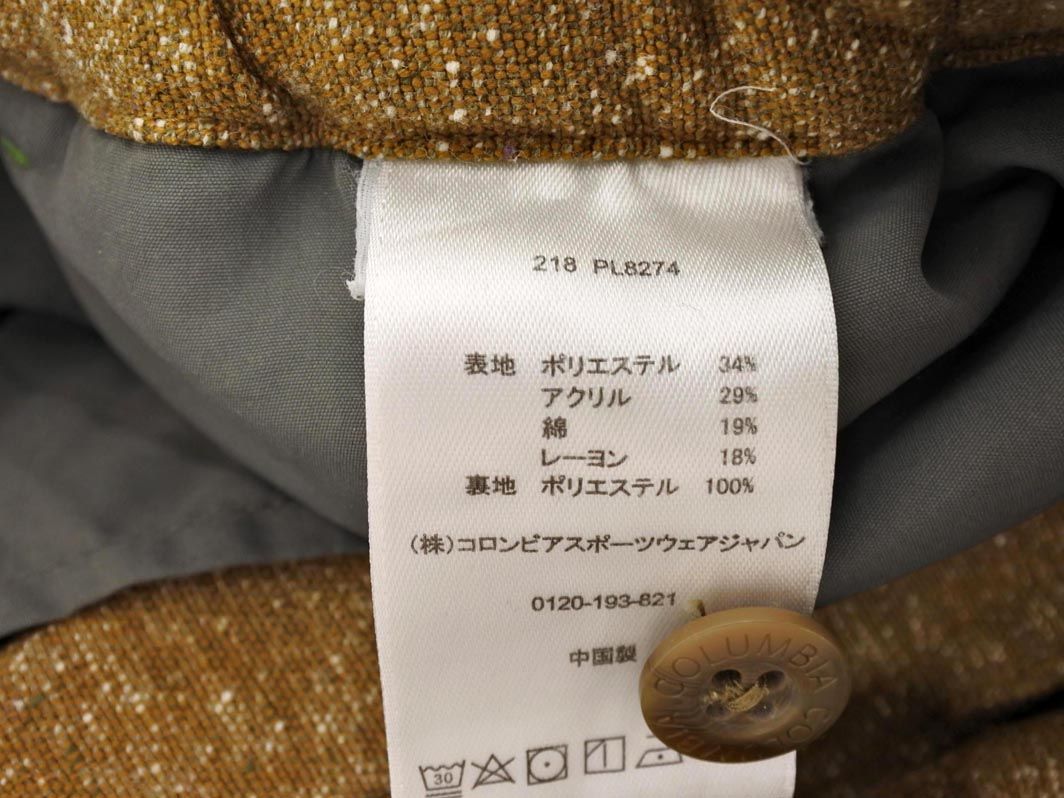 218 PL8274
表地 ポリエステル 34%
アクリル 29%
綿 19%
レーヨン 18%
裏地 ポリエステル 100%
(株)コロンビアスポーツウェアジャパン
0120-193-821
中国製
COLUMBIA
30